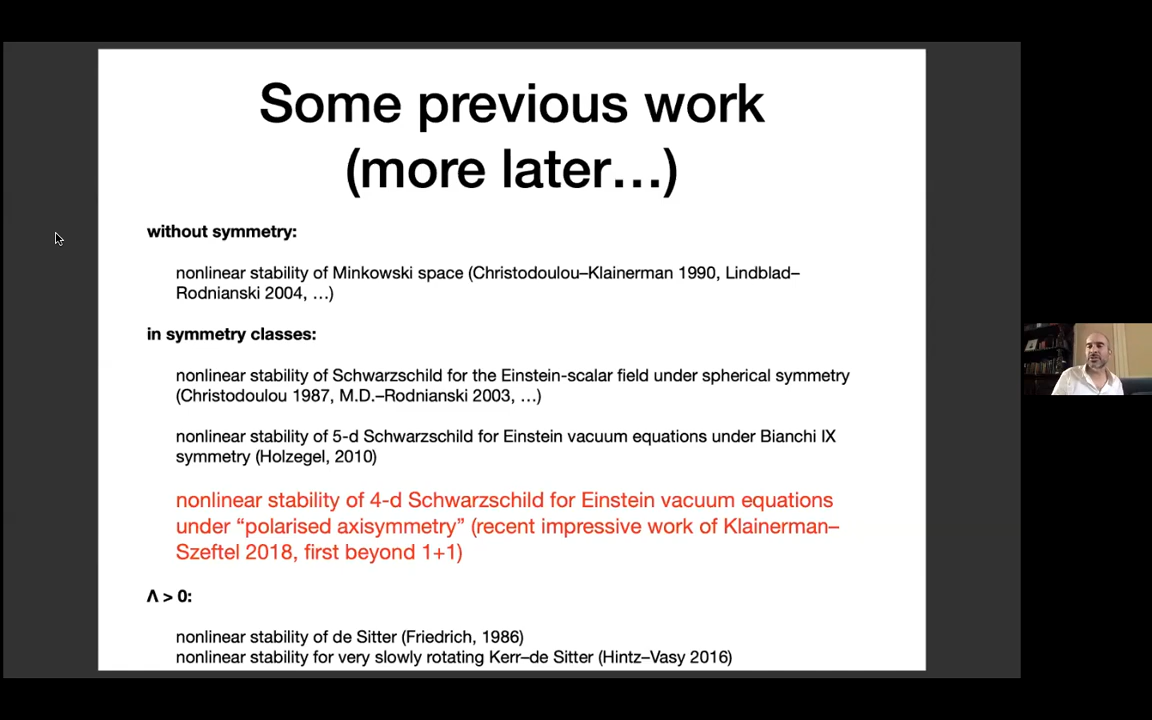 Some previous work
(more later…)
without symmetry:
nonlinear stability of Minkowski space (Christodoulou–Klainerman 1990, Lindblad–
Rodnianski 2004, …)
in symmetry classes:
nonlinear stability of Schwarzschild for the Einstein-scalar field under spherical symmetry
(Christodoulou 1987, M.D.–Rodnianski 2003, …)
nonlinear stability of 5-d Schwarzschild for Einstein vacuum equations under Bianchi IX
symmetry (Holzegel, 2010)
nonlinear stability of 4-d Schwarzschild for Einstein vacuum equations
under “polarised axisymmetry” (recent impressive work of Klainerman–
Szeftel 2018, first beyond 1+1)
Λ > 0:
nonlinear stability of de Sitter (Friedrich, 1986)
nonlinear stability for very slowly rotating Kerr–de Sitter (Hintz–Vasy 2016)